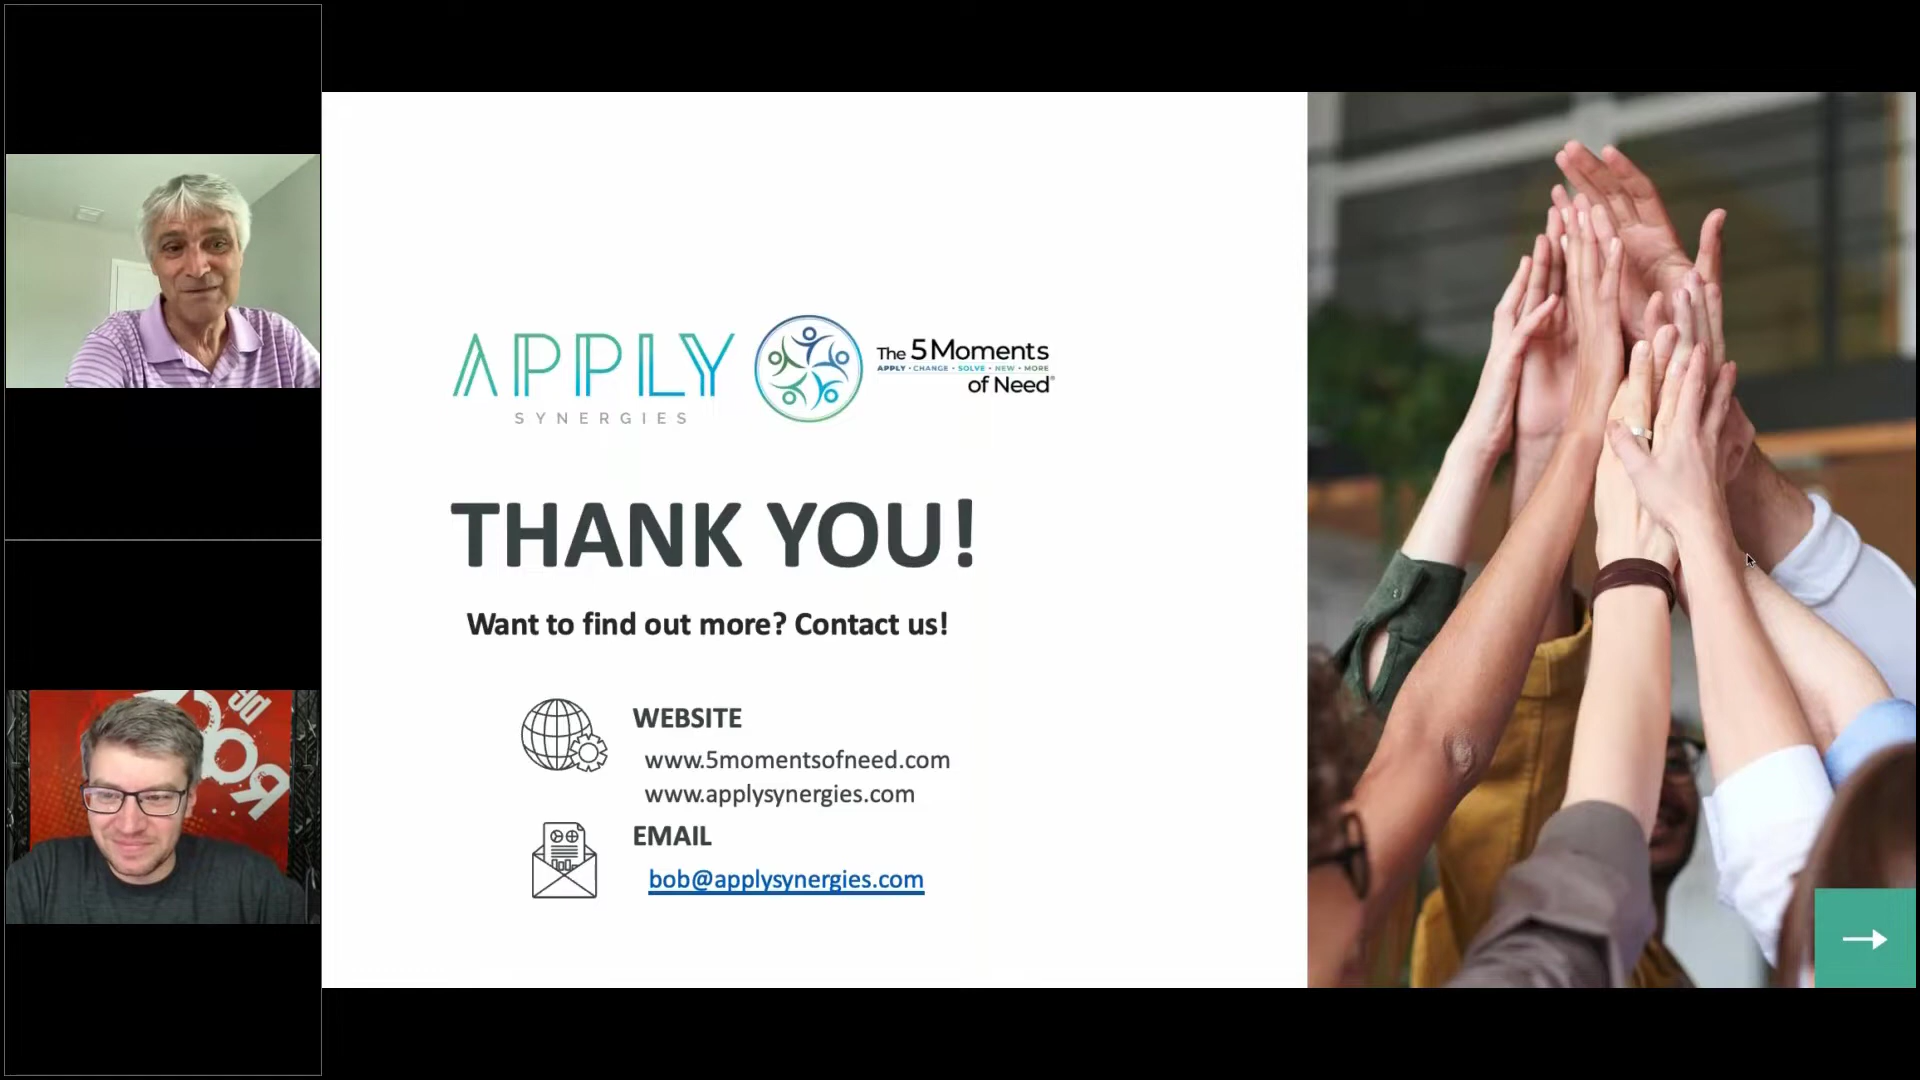 APPLY
SYNERGIES
The 5 Moments
APPLY • CHANGE • SOLVE • NEW • MORE
of Need®
THANK YOU!
Want to find out more? Contact us!
WEBSITE
www.5momentsofneed.com
www.applysynergies.com
EMAIL
bob@applysynergies.com